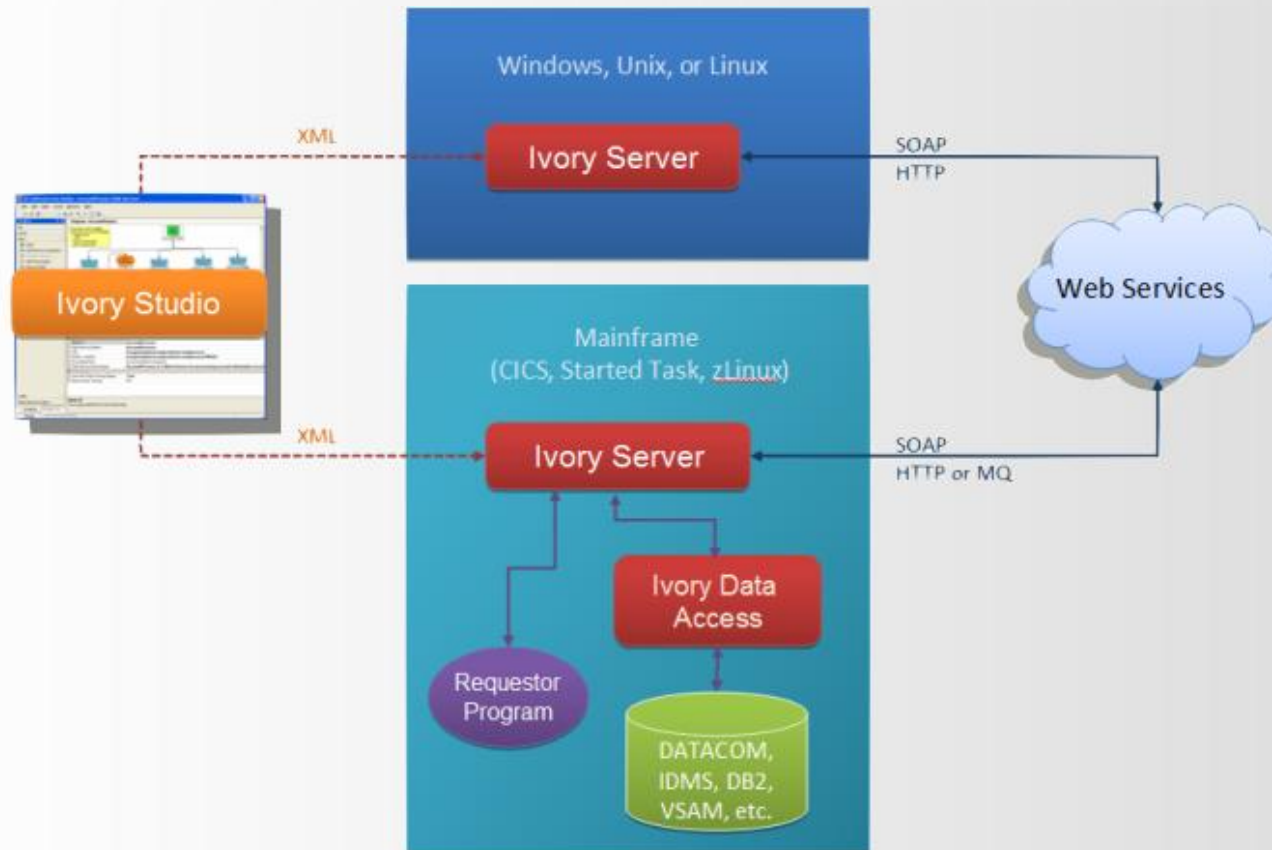 Windows, Unix, or Linux
XML
Ivory Server
SOAP
HTTP
Ivory Studio
Web Services
Mainframe
(CICS, Started Task, zLinux)
XML
Ivory Server
SOAP
HTTP or MQ
Ivory Data
Access
Requestor
Program
DATACOM,
IDMS, DB2,
VSAM, etc.